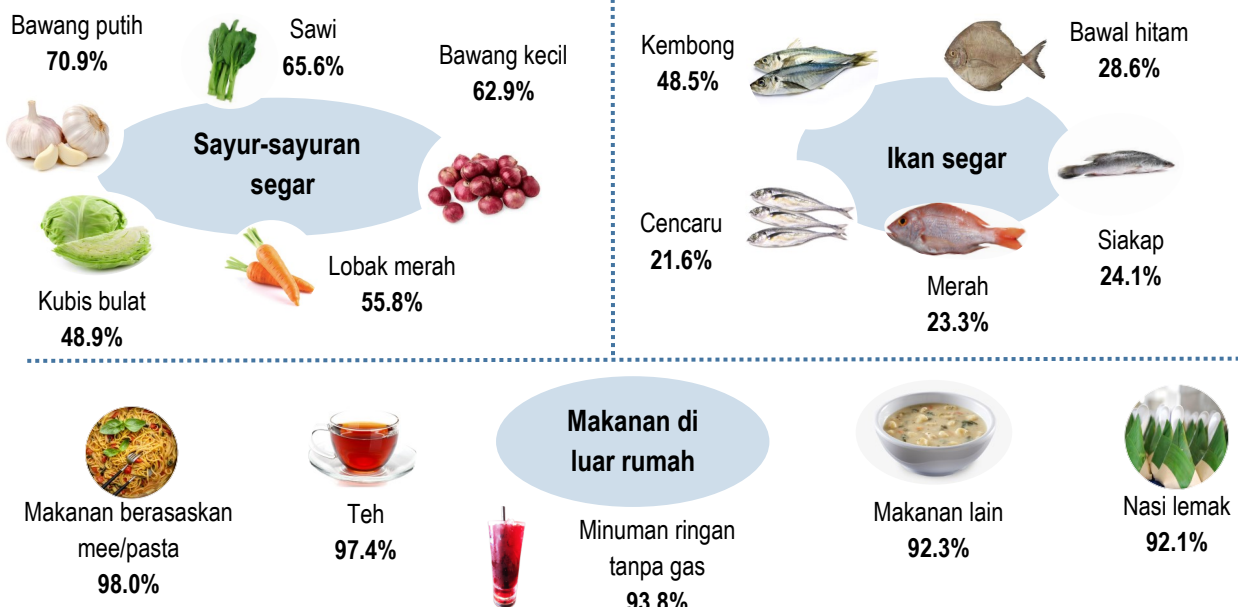 Sayur-sayuran
segar
Bawang putih
70.9%
Sawi
65.6%
Bawang kecil
62.9%
Lobak merah
55.8%
Kubis bulat
48.9%
Ikan segar
Kembong
48.5%
Bawal hitam
28.6%
Siakap
24.1%
Merah
23.3%
Cencaru
21.6%
Makanan di
luar rumah
Makanan berasaskan
mee/pasta
98.0%
Teh
97.4%
Minuman ringan
tanpa gas
93.8%
Makanan lain
92.3%
Nasi lemak
92.1%